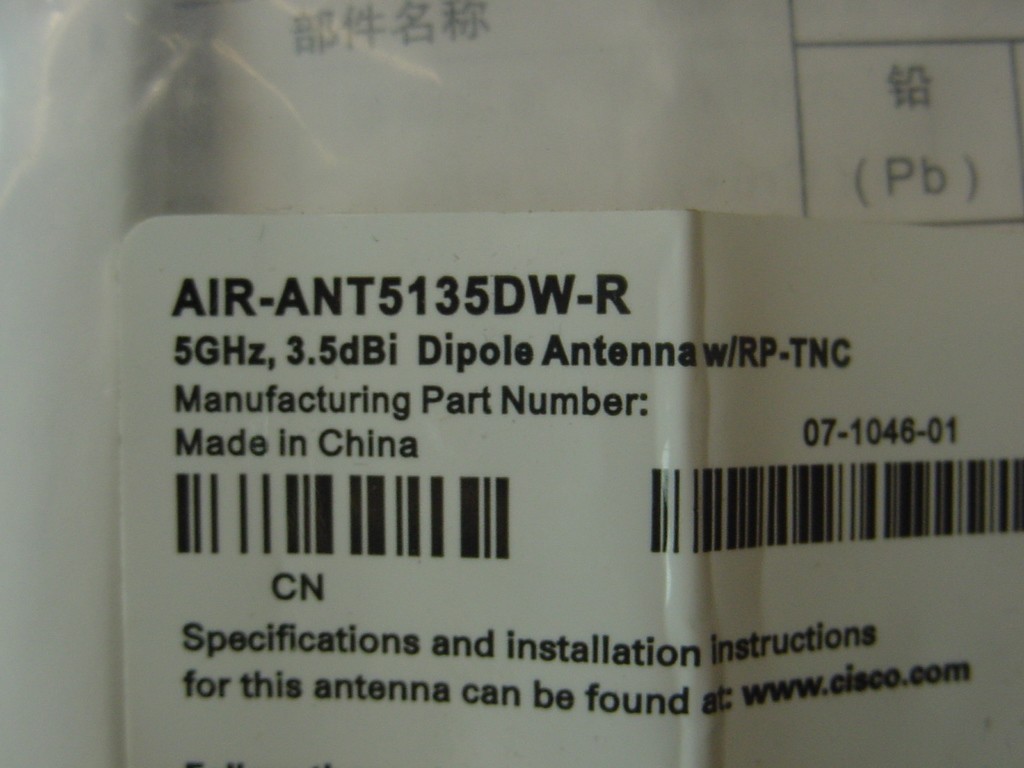 部件名称
铅
(Pb)
AIR-ANT5135DW-R
5GHz, 3.5dBi Dipole Antenna w/RP-TNC
Manufacturing Part Number:
Made in China
07-1046-01
CN
Specifications and installation instructions
for this antenna can be found at: www.cisco.com